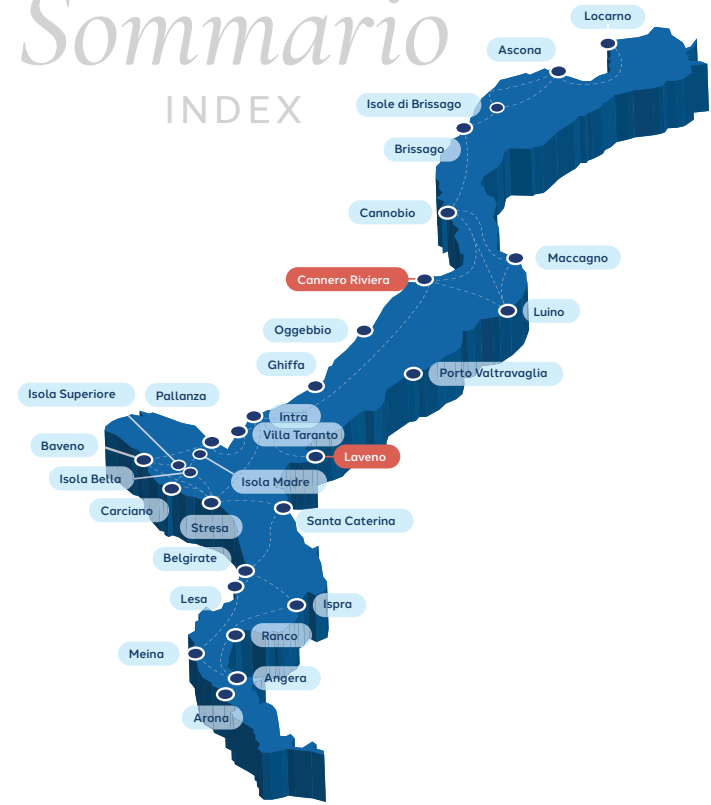 Sommario
INDEX
Locarno
Ascona
Isole di Brissago
Brissago
Cannobio
Maccagno
Cannero Riviera
Luino
Oggebbio
Ghiffa
Porto Valtravaglia
Isola Superiore
Pallanza
Intra
Villa Taranto
Baveno
Laveno
Isola Bella
Isola Madre
Carciano
Stresa
Santa Caterina
Belgirate
Lesa
Ispra
Ranco
Meina
Angera
Arona